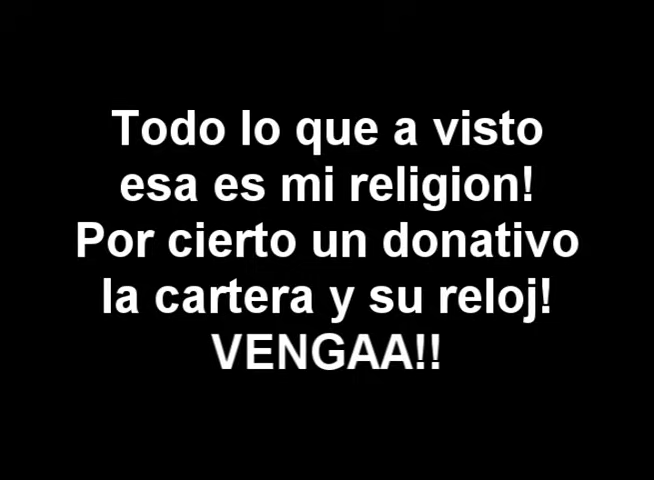 Todo lo que a visto
esa es mi religion!
Por cierto un donativo
la cartera y su reloj!
VENGAA!!